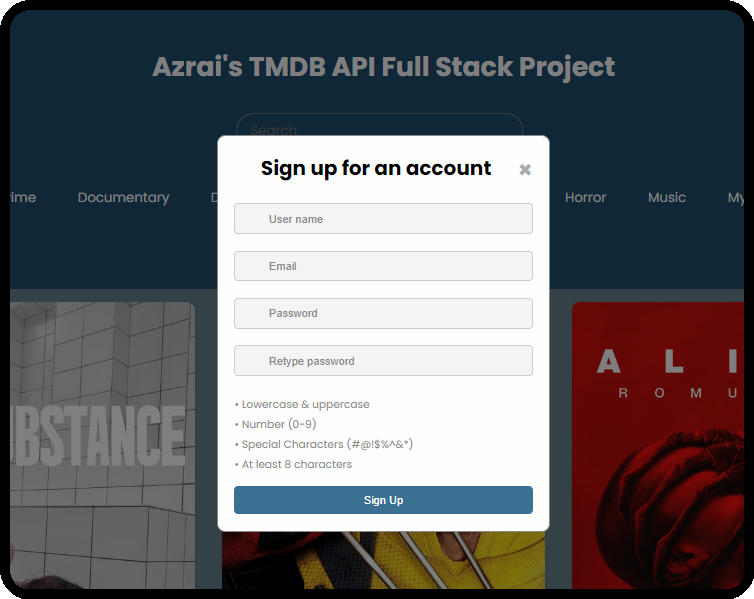 Azrai's TMDB API Full Stack Project
Search
Sign up for an account ✖
ime Documentary D Horror Music My
User name
Email
Password
Retype password
• Lowercase & uppercase
• Number (0-9)
• Special Characters (#@!$%^&*)
• At least 8 characters
Sign Up
BSTANCE
A L I
R O M U